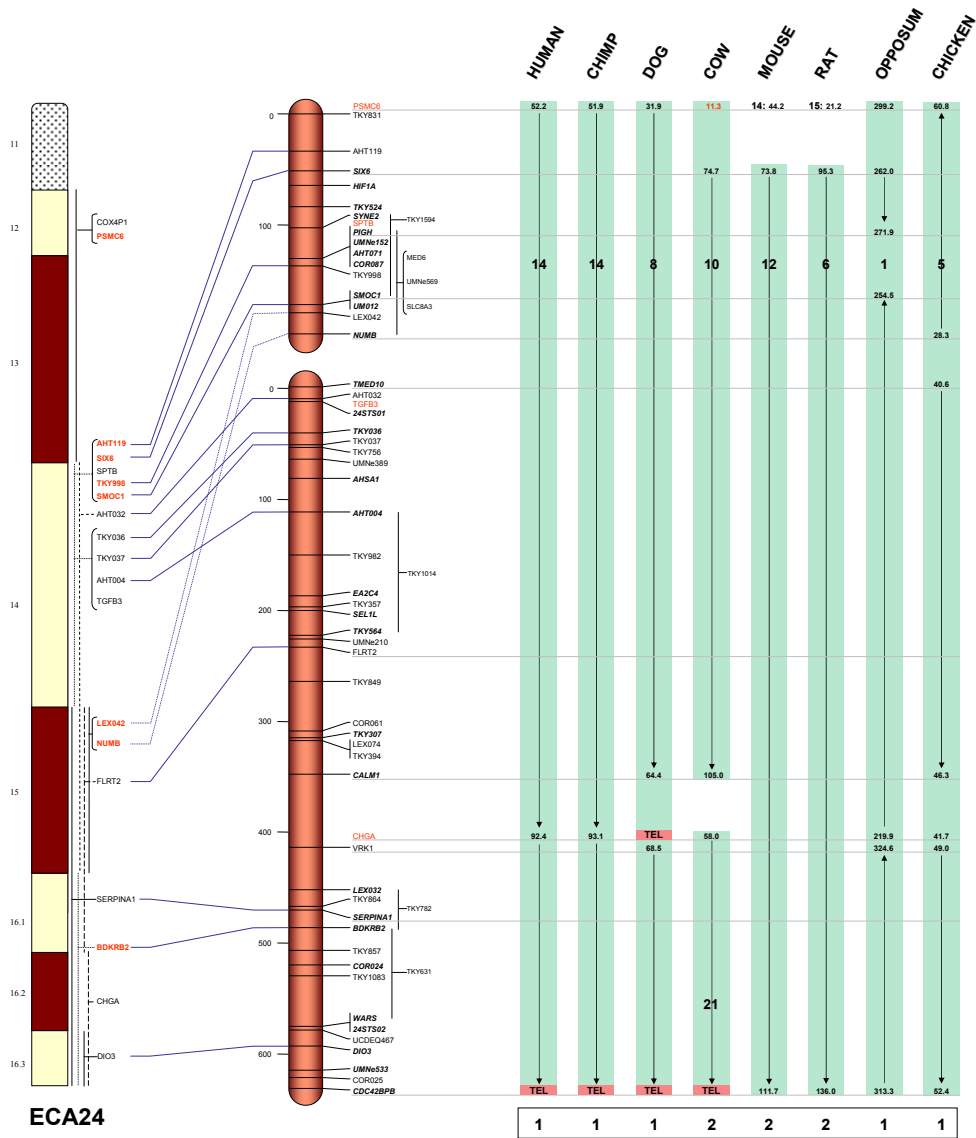 HUMAN CHIMP DOG COW MOUSE RAT OPPOSUM CHICKEN
11
12
13
14
15
16.1
16.2
16.3
COX4P1
PSMC6
AHT119
SIX6
SPTB
TKY998
SMOC1
AHT032
TKY036
TKY037
AHT004
TGFB3
LEX042
NUMB
FLRT2
SERPINA1
BDKRB2
CHGA
DIO3
ECA24
0
100
PSMC6
TKY831
AHT119
SIX6
HIF1A
TKY524
SYNE2
SPTB
PIGH
UMNe152
AHT071
COR087
TKY998
SMOC1
UM012
LEX042
NUMB
TKY1594
MED6
UMNe569
SLC8A3
0
100
200
300
400
500
600
TMED10
AHT032
TGFB3
24STS01
TKY036
TKY037
TKY756
UMNe389
AHSA1
AHT004
TKY982
TKY1014
EA2C4
TKY357
SEL1L
TKY564
UMNe210
FLRT2
TKY849
COR061
TKY307
LEX074
TKY394
CALM1
CHGA
VRK1
LEX032
TKY864
TKY782
SERPINA1
BDKRB2
TKY857
COR024
TKY631
TKY1083
WARS
24STS02
UCDEQ467
DIO3
UMNe533
COR025
CDC42BPB
52.2 51.9 31.9 11.3 14: 44.2 15: 21.2 299.2 60.8
74.7 73.8 95.3 262.0
271.9
14 14 8 10 12 6 1 5
254.5
28.3
40.6
64.4 105.0 46.3
92.4 93.1 TEL 58.0 219.9 41.7
68.5 324.6 49.0
21
2 2
TEL TEL TEL TEL 111.7 136.0 313.3 52.4
1 1 1 2 2 2 1 1